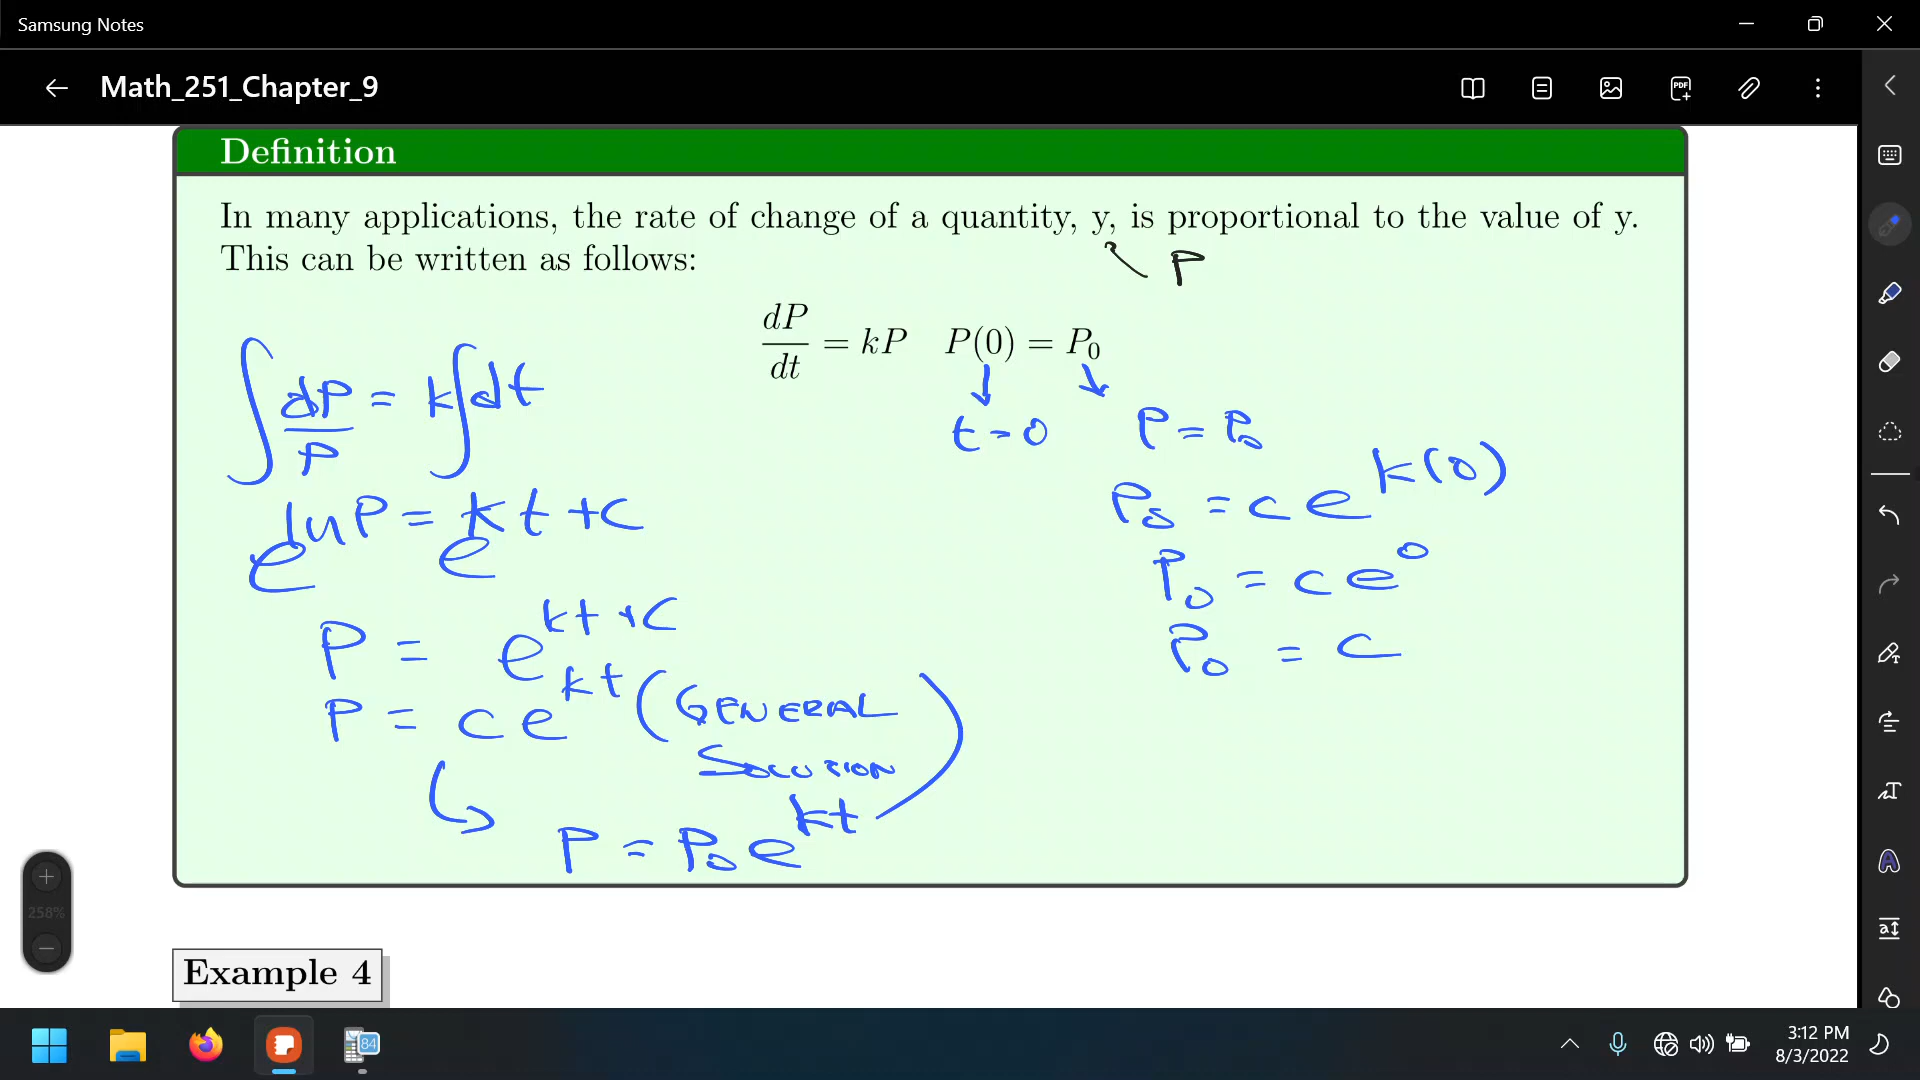 Samsung Notes
Math_251_Chapter_9
PDF
Definition
In many applications, the rate of change of a quantity, y, is proportional to the value of y.
This can be written as follows:
P
dP/dt = kP P(0) = P₀
∫ dP/P = k∫dt
ln P = kt + c
e e
P = e^(kt + c)
P = ce^(kt) (GENERAL
SOLUTION)
P = P₀e^(kt)
t = 0 P = P₀
P₀ = ce^(k(0))
P₀ = ce^0
P₀ = c
258%
Example 4
84
3:12 PM
8/3/2022